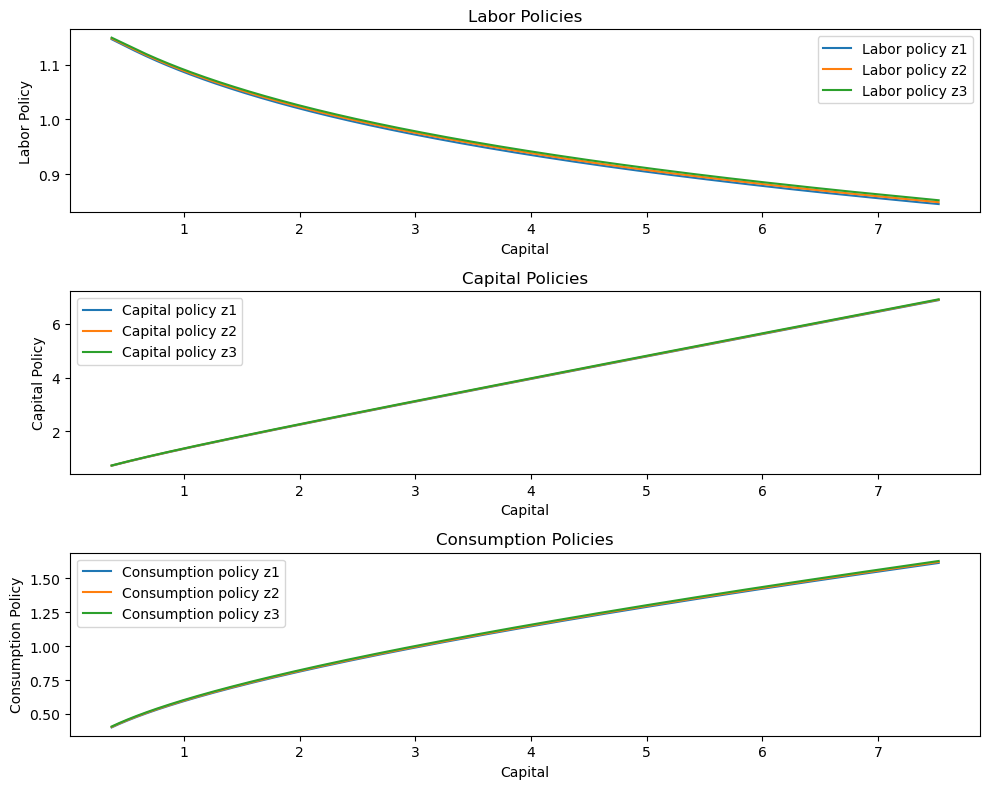 Labor Policies
Labor Policy
1.1
1.0
0.9
Labor policy z1
Labor policy z2
Labor policy z3
1 2 3 4 5 6 7
Capital
Capital Policies
Capital Policy
6
4
2
Capital policy z1
Capital policy z2
Capital policy z3
1 2 3 4 5 6 7
Capital
Consumption Policies
Consumption Policy
1.50
1.25
1.00
0.75
0.50
Consumption policy z1
Consumption policy z2
Consumption policy z3
1 2 3 4 5 6 7
Capital